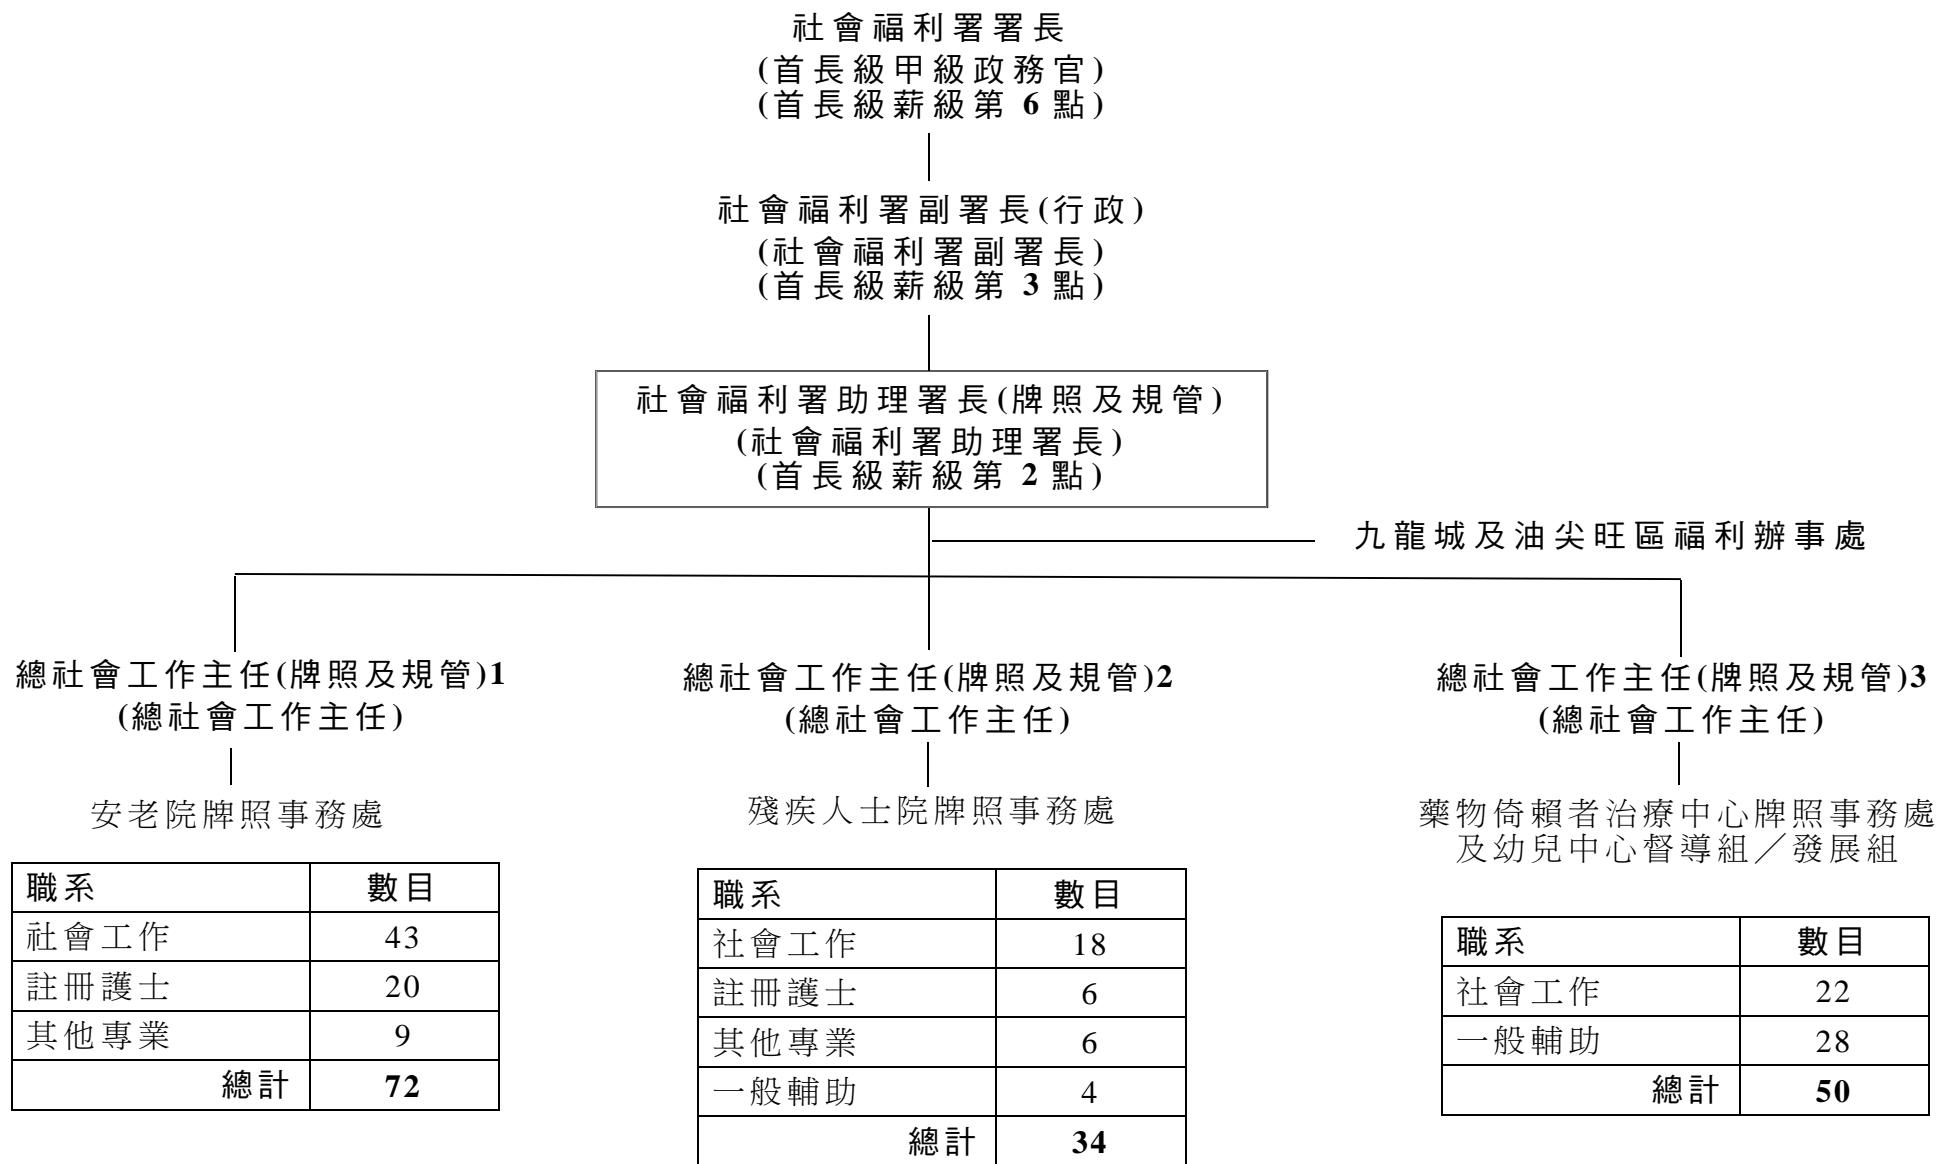 社會福利署署長
(首長級甲級政務官)
(首長級薪級第 6 點)
社會福利署副署長(行政)
(社會福利署副署長)
(首長級薪級第 3 點)
社會福利署助理署長(牌照及規管)
(社會福利署助理署長)
(首長級薪級第 2 點)
九龍城及油尖旺區福利辦事處
總社會工作主任(牌照及規管)1
(總社會工作主任)
安老院牌照事務處
職系 數目
社會工作 43
註冊護士 20
其他專業 9
總計 72
總社會工作主任(牌照及規管)2
(總社會工作主任)
殘疾人士院牌照事務處
職系 數目
社會工作 18
註冊護士 6
其他專業 6
一般輔助 4
總計 34
總社會工作主任(牌照及規管)3
(總社會工作主任)
藥物倚賴者治療中心牌照事務處
及幼兒中心督導組／發展組
職系 數目
社會工作 22
一般輔助 28
總計 50